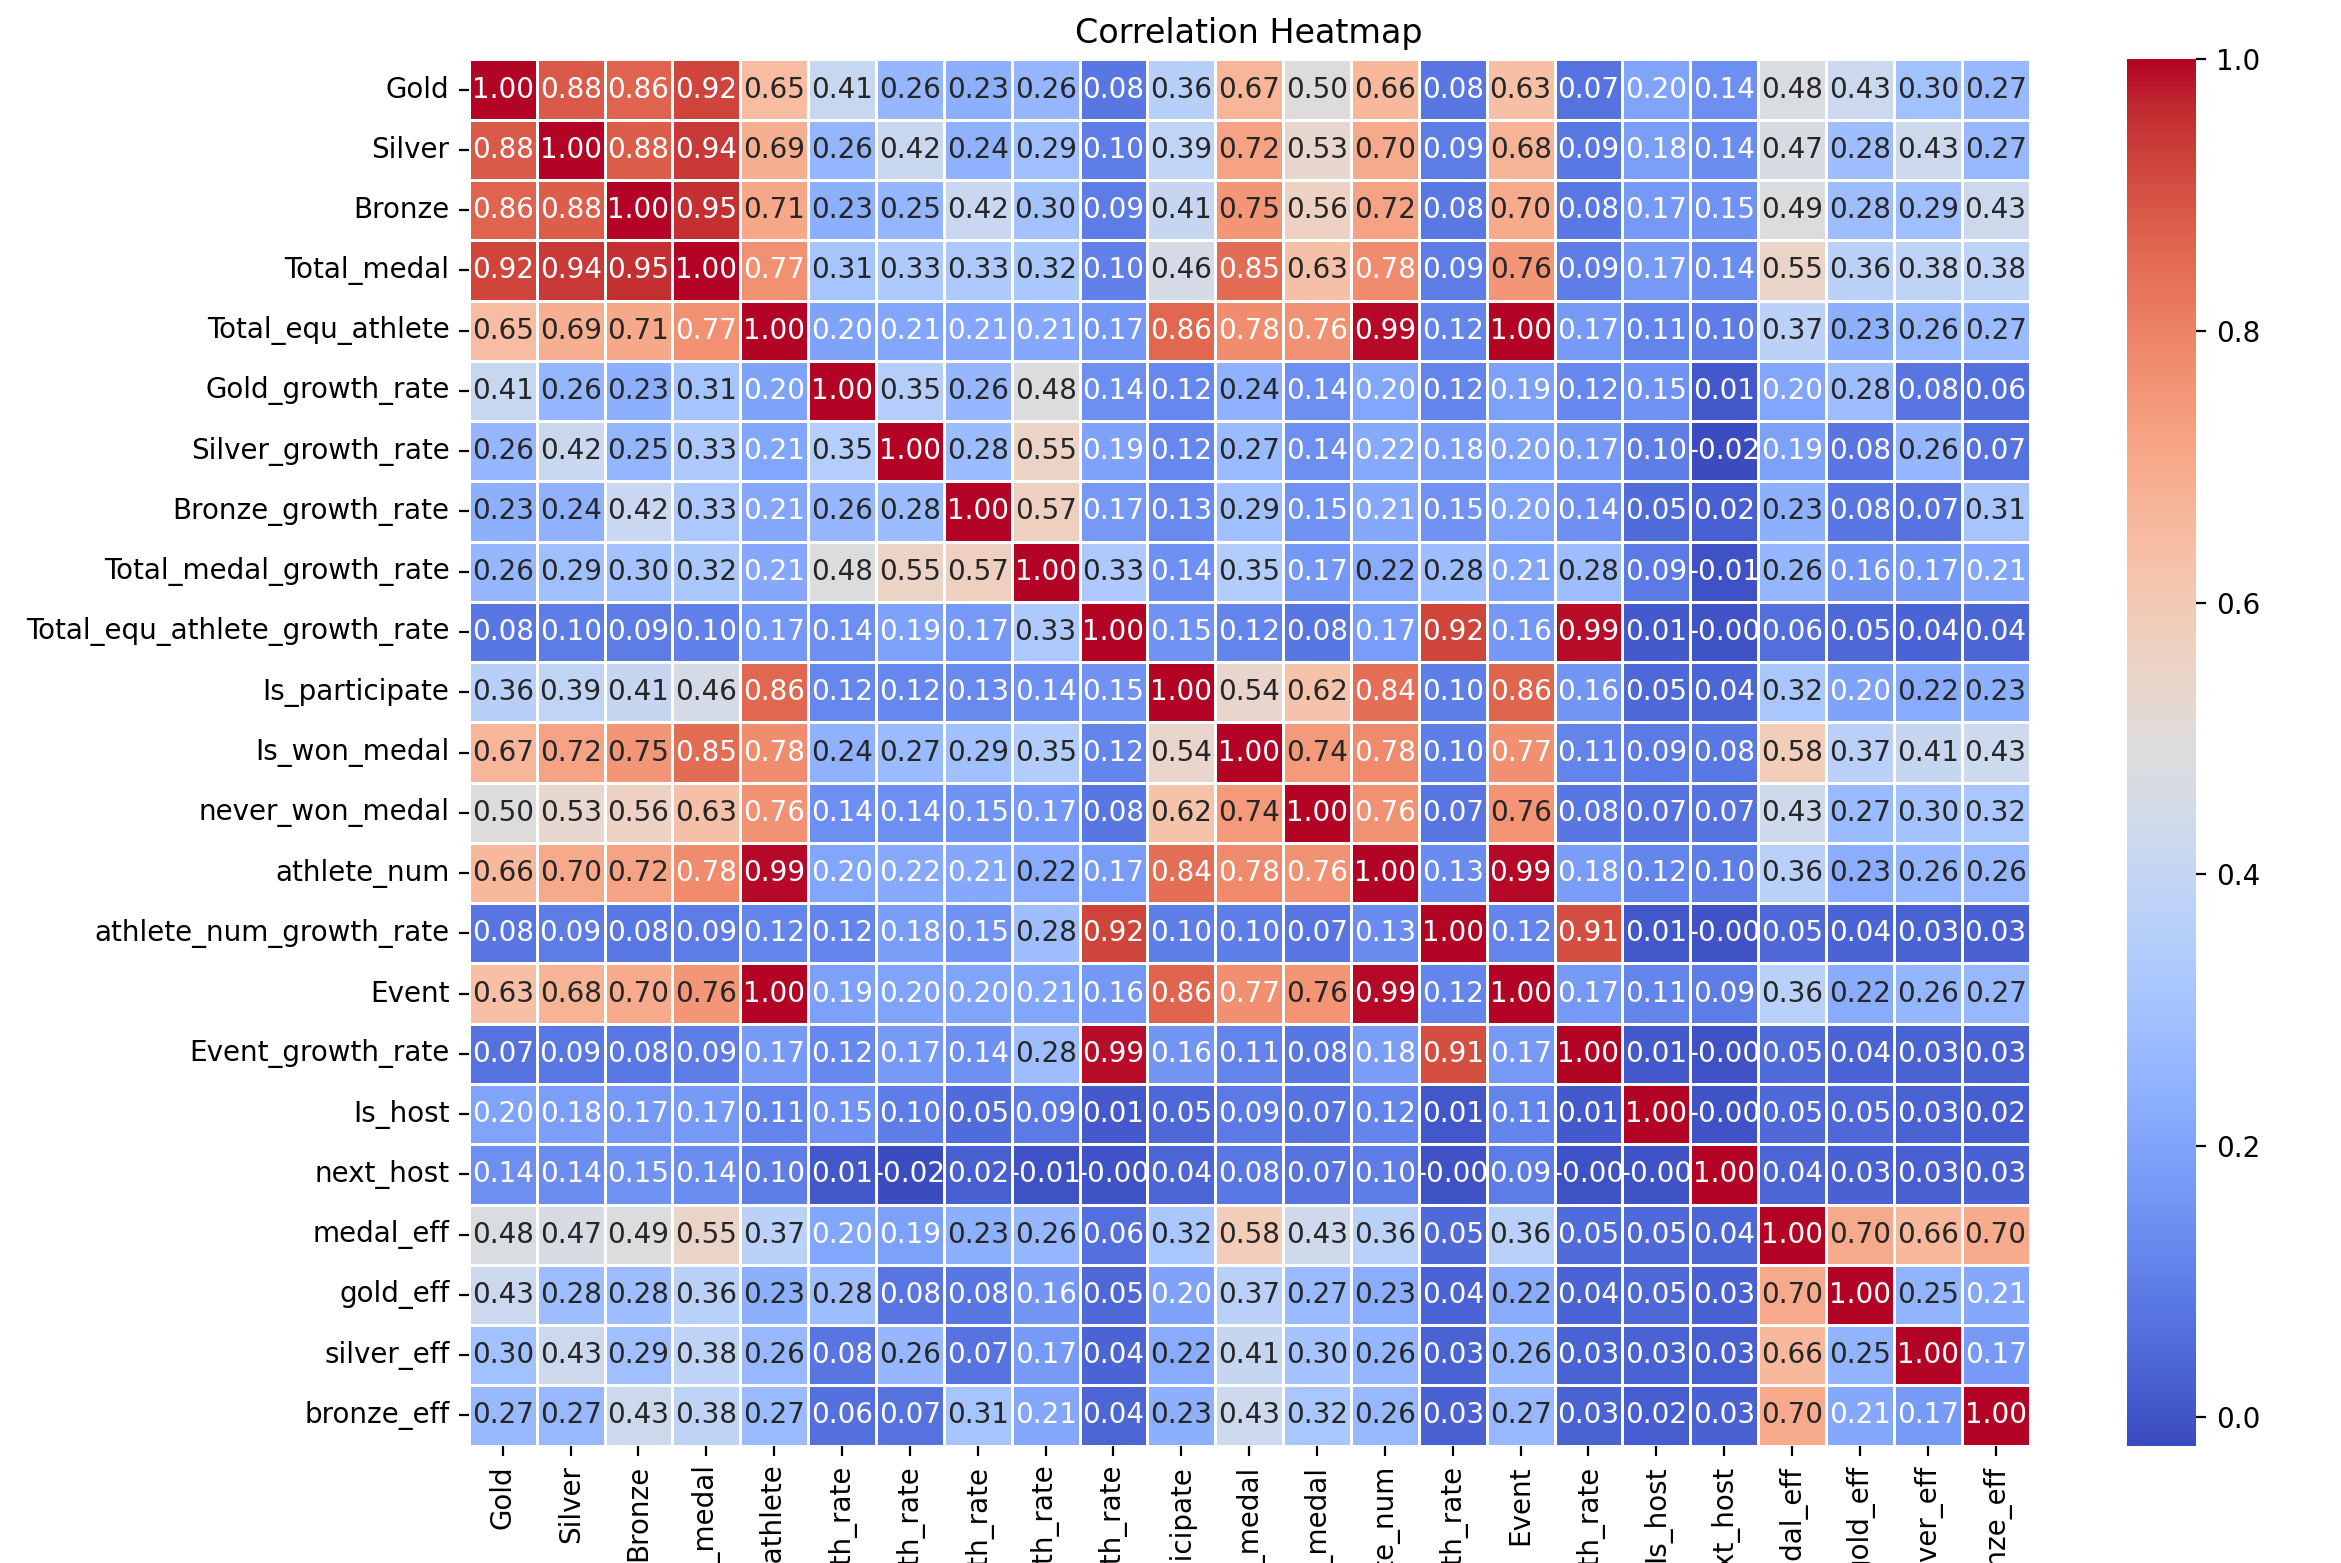 Correlation Heatmap
Gold 1.00 0.88 0.86 0.92 0.65 0.41 0.26 0.23 0.26 0.08 0.36 0.67 0.50 0.66 0.08 0.63 0.07 0.20 0.14 0.48 0.43 0.30 0.27
Silver 0.88 1.00 0.88 0.94 0.69 0.26 0.42 0.24 0.29 0.10 0.39 0.72 0.53 0.70 0.09 0.68 0.09 0.18 0.14 0.47 0.28 0.43 0.27
Bronze 0.86 0.88 1.00 0.95 0.71 0.23 0.25 0.42 0.30 0.09 0.41 0.75 0.56 0.72 0.08 0.70 0.08 0.17 0.15 0.49 0.28 0.29 0.43
Total_medal 0.92 0.94 0.95 1.00 0.77 0.31 0.33 0.33 0.32 0.10 0.46 0.85 0.63 0.78 0.09 0.76 0.09 0.17 0.14 0.55 0.36 0.38 0.38
Total_equ_athlete 0.65 0.69 0.71 0.77 1.00 0.20 0.21 0.21 0.21 0.17 0.86 0.78 0.76 0.99 0.12 1.00 0.17 0.11 0.10 0.37 0.23 0.26 0.27
Gold_growth_rate 0.41 0.26 0.23 0.31 0.20 1.00 0.35 0.26 0.48 0.14 0.12 0.24 0.14 0.20 0.12 0.19 0.12 0.15 0.01 0.20 0.28 0.08 0.06
Silver_growth_rate 0.26 0.42 0.25 0.33 0.21 0.35 1.00 0.28 0.55 0.19 0.12 0.27 0.14 0.22 0.18 0.20 0.17 0.10 -0.02 0.19 0.08 0.26 0.07
Bronze_growth_rate 0.23 0.24 0.42 0.33 0.21 0.26 0.28 1.00 0.57 0.17 0.13 0.29 0.15 0.21 0.15 0.20 0.14 0.05 0.02 0.23 0.08 0.07 0.31
Total_medal_growth_rate 0.26 0.29 0.30 0.32 0.21 0.48 0.55 0.57 1.00 0.33 0.14 0.35 0.17 0.22 0.28 0.21 0.28 0.09 -0.01 0.26 0.16 0.17 0.21
Total_equ_athlete_growth_rate 0.08 0.10 0.09 0.10 0.17 0.14 0.19 0.17 0.33 1.00 0.15 0.12 0.08 0.17 0.92 0.16 0.99 0.01 -0.00 0.06 0.05 0.04 0.04
Is_participate 0.36 0.39 0.41 0.46 0.86 0.12 0.12 0.13 0.14 0.15 1.00 0.54 0.62 0.84 0.10 0.86 0.16 0.05 0.04 0.32 0.20 0.22 0.23
Is_won_medal 0.67 0.72 0.75 0.85 0.78 0.24 0.27 0.29 0.35 0.12 0.54 1.00 0.74 0.78 0.10 0.77 0.11 0.09 0.08 0.58 0.37 0.41 0.43
never_won_medal 0.50 0.53 0.56 0.63 0.76 0.14 0.14 0.15 0.17 0.08 0.62 0.74 1.00 0.76 0.07 0.76 0.08 0.07 0.07 0.43 0.27 0.30 0.32
athlete_num 0.66 0.70 0.72 0.78 0.99 0.20 0.22 0.21 0.22 0.17 0.84 0.78 0.76 1.00 0.13 0.99 0.18 0.12 0.10 0.36 0.23 0.26 0.26
athlete_num_growth_rate 0.08 0.09 0.08 0.09 0.12 0.12 0.18 0.15 0.28 0.92 0.10 0.10 0.07 0.13 1.00 0.12 0.91 0.01 -0.00 0.05 0.04 0.03 0.03
Event 0.63 0.68 0.70 0.76 1.00 0.19 0.20 0.20 0.21 0.16 0.86 0.77 0.76 0.99 0.12 1.00 0.17 0.11 0.09 0.36 0.22 0.26 0.27
Event_growth_rate 0.07 0.09 0.08 0.09 0.17 0.12 0.17 0.14 0.28 0.99 0.16 0.11 0.08 0.18 0.91 0.17 1.00 0.01 -0.00 0.05 0.04 0.03 0.03
Is_host 0.20 0.18 0.17 0.17 0.11 0.15 0.10 0.05 0.09 0.01 0.05 0.09 0.07 0.12 0.01 0.11 0.01 1.00 -0.00 0.05 0.05 0.03 0.02
next_host 0.14 0.14 0.15 0.14 0.10 0.01 -0.02 0.02 -0.01 -0.00 0.04 0.08 0.07 0.10 -0.00 0.09 -0.00 -0.00 1.00 0.04 0.03 0.03 0.03
medal_eff 0.48 0.47 0.49 0.55 0.37 0.20 0.19 0.23 0.26 0.06 0.32 0.58 0.43 0.36 0.05 0.36 0.05 0.05 0.04 1.00 0.70 0.66 0.70
gold_eff 0.43 0.28 0.28 0.36 0.23 0.28 0.08 0.08 0.16 0.05 0.20 0.37 0.27 0.23 0.04 0.22 0.04 0.05 0.03 0.70 1.00 0.25 0.21
silver_eff 0.30 0.43 0.29 0.38 0.26 0.08 0.26 0.07 0.17 0.04 0.22 0.41 0.30 0.26 0.03 0.26 0.03 0.03 0.03 0.66 0.25 1.00 0.17
bronze_eff 0.27 0.27 0.43 0.38 0.27 0.06 0.07 0.31 0.21 0.04 0.23 0.43 0.32 0.26 0.03 0.27 0.03 0.02 0.03 0.70 0.21 0.17 1.00
Gold
Silver
Bronze
_medal
athlete
th_rate
th_rate
th_rate
th_rate
th_rate
icipate
_medal
_medal
te_num
th_rate
Event
th_rate
Is_host
xt_host
dal_eff
gold_eff
ver_eff
nze_eff
1.0
0.8
0.6
0.4
0.2
0.0